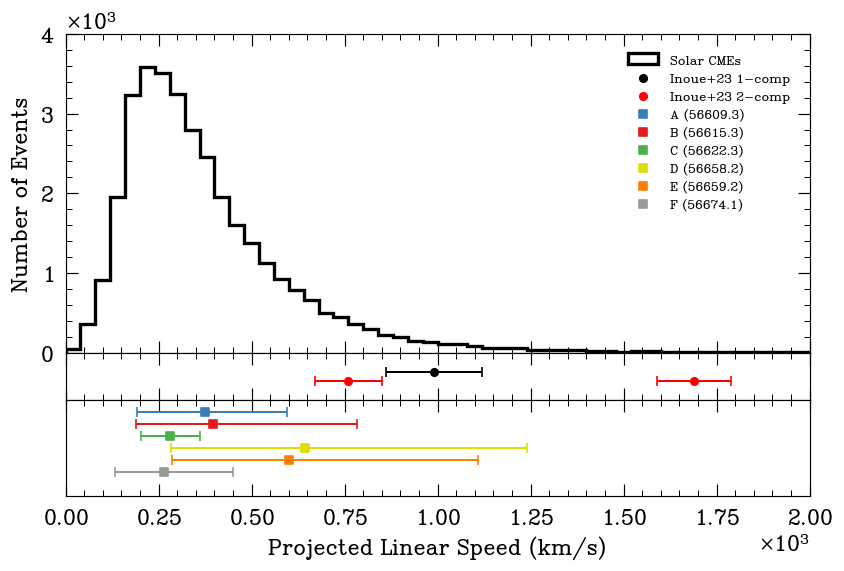 ×10³
4
3
2
1
0
Number of Events
Solar CMEs
Inoue+23 1−comp
Inoue+23 2−comp
A (56609.3)
B (56615.3)
C (56622.3)
D (56658.2)
E (56659.2)
F (56674.1)
0.00 0.25 0.50 0.75 1.00 1.25 1.50 1.75 2.00
×10³
Projected Linear Speed (km/s)